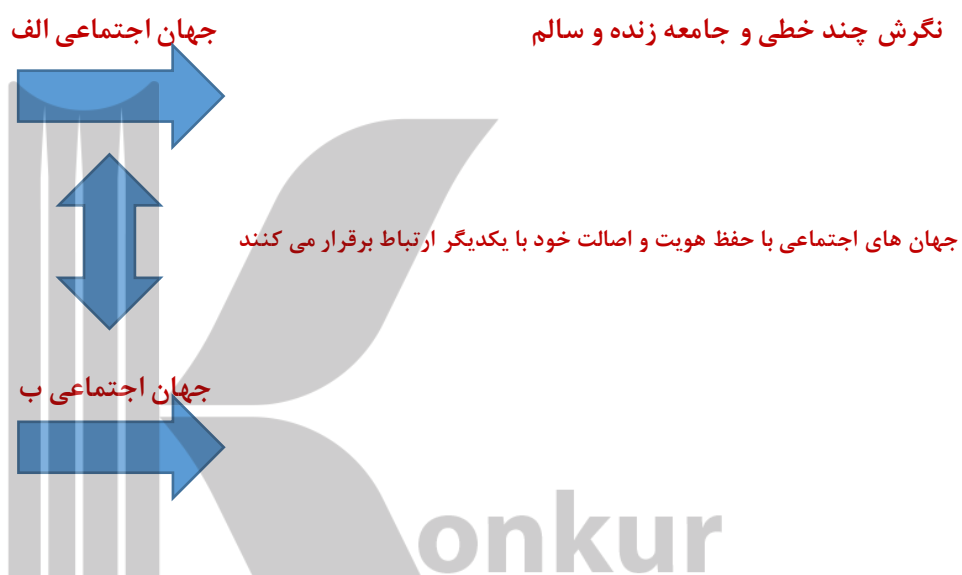 نگرش چند خطی و جامعه زنده و سالم
جهان اجتماعی الف
جهان های اجتماعی با حفظ هویت و اصالت خود با یکدیگر ارتباط برقرار می کنند
جهان اجتماعی ب
Konkur